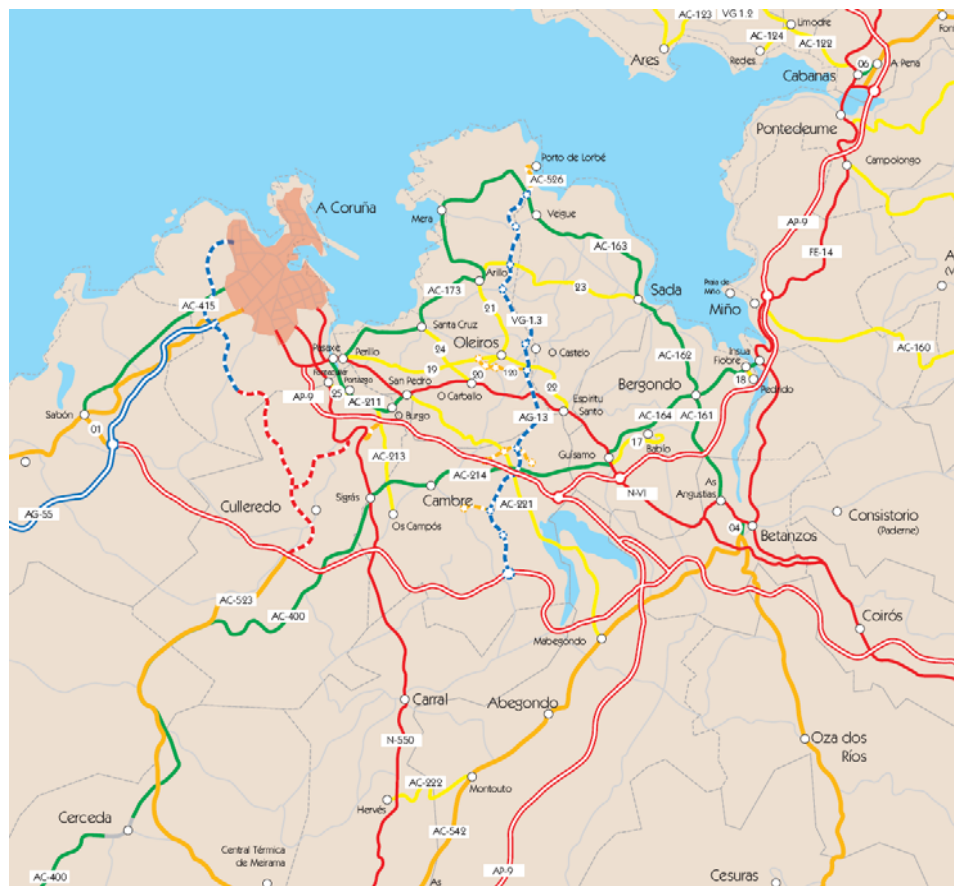 AC-123
VG 1.2
Limodre
AC-124
AC-122
Ares
Redes
06
A Pena
Cabanas
Pontedeume
Campolongo
Porto de Lorbé
AC-526
A Coruña
Mera
Veigue
AC-163
AP-9
FE-14
Arillo
23
AC-415
AC-173
21
Sada
Praia de
Miño
Miño
VG-1.3
Santa Cruz
Oleiros
24
O Castelo
AC-160
Pasaxe
Perillo
19
20
120
22
AC-162
Insua
Fiobre
18
Pedrido
Bergondo
San Pedro
Portazgo
25
AP-9
AC-211
O Burgo
O Carballo
Espíritu
Santo
AG-13
AC-164
AC-161
17
Babío
Sabón
01
AC-213
Guísamo
AC-214
N-VI
As
Angustias
Sigrás
Cambre
AC-221
Culleredo
Os Campós
04
Betanzos
Consistorio
(Paderne)
AG-55
AC-523
AC-400
Mabegondo
Coirós
Carral
Abegondo
N-550
Oza dos
Ríos
AC-222
Montouto
Hervés
Cerceda
AC-542
Central Térmica
de Meirama
AC-400
AP-9
As
Cesuras